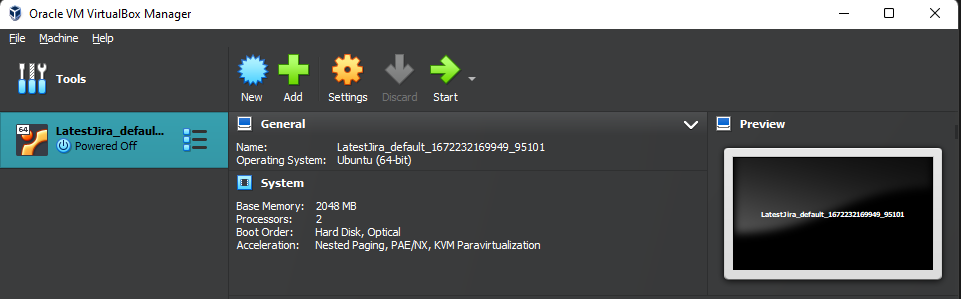 Oracle VM VirtualBox Manager
File Machine Help
Tools
New Add Settings Discard Start
64
LatestJira_defaul...
Powered Off
General
Name: LatestJira_default_1672232169949_95101
Operating System: Ubuntu (64-bit)
System
Base Memory: 2048 MB
Processors: 2
Boot Order: Hard Disk, Optical
Acceleration: Nested Paging, PAE/NX, KVM Paravirtualization
Preview
LatestJira_default_1672232169949_95101